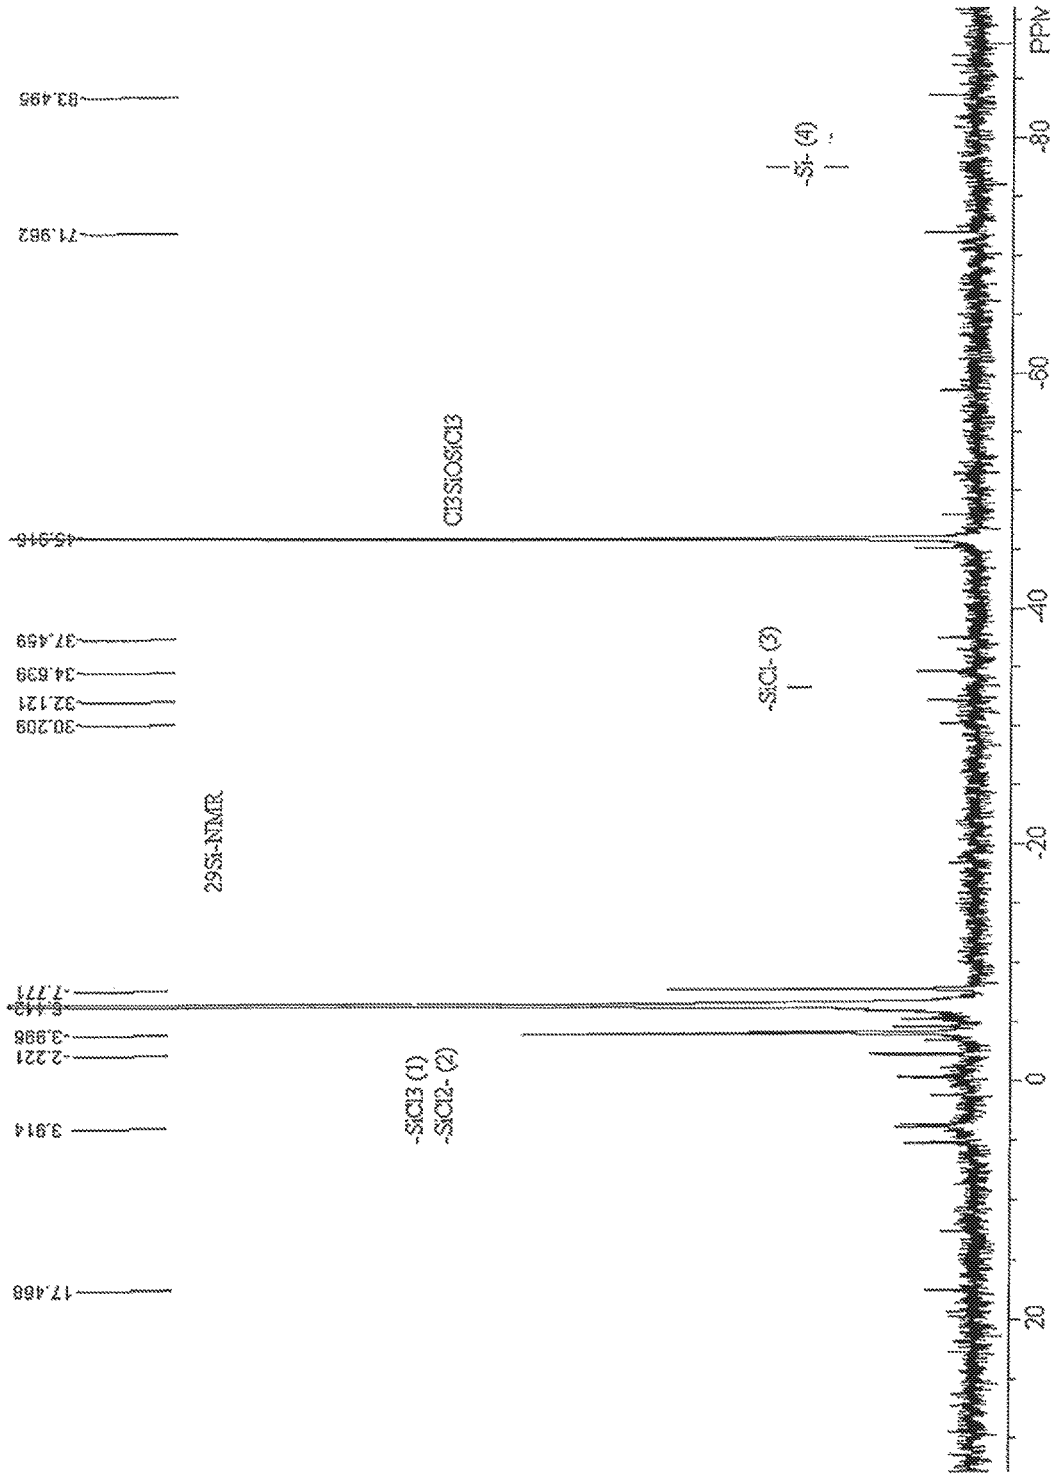 17.468
3.914
2.221
3.996
7.771
30.209
32.121
34.639
37.459
45.916
71.962
83.495
29Si-NMR
-SiCl3 (1)
-SiCl2- (2)
Cl3SiOSiCl3
-SiCl- (3)
-Si- (4)
20
0
-20
-40
-60
-80
PPM